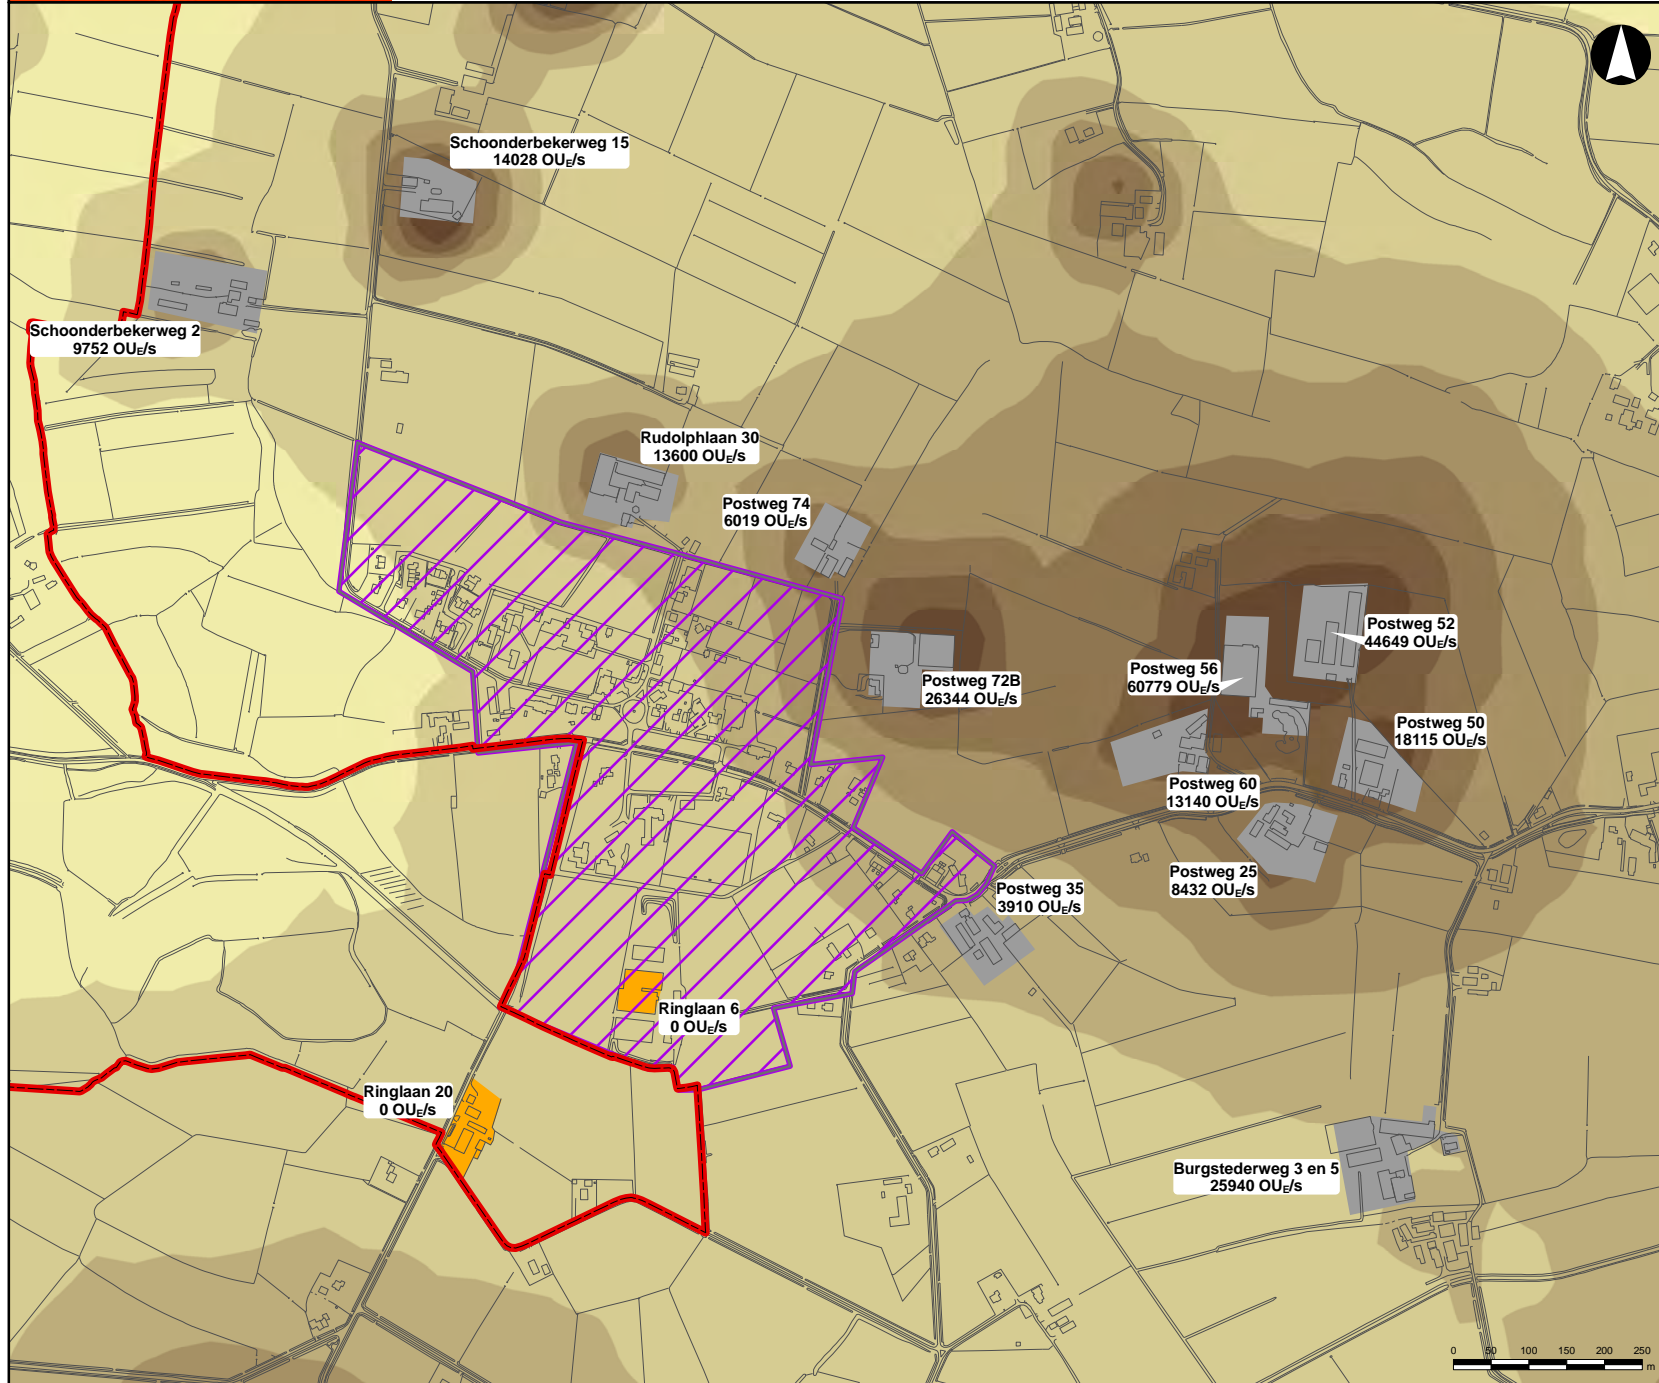 Schoonderbekerweg 15
14028 OUE/s
Schoonderbekerweg 2
9752 OUE/s
Rudolphlaan 30
13600 OUE/s
Postweg 74
6019 OUE/s
Postweg 52
44649 OUE/s
Postweg 56
60779 OUE/s
Postweg 72B
26344 OUE/s
Postweg 50
18115 OUE/s
Postweg 60
13140 OUE/s
Postweg 25
8432 OUE/s
Postweg 35
3910 OUE/s
Ringlaan 6
0 OUE/s
Ringlaan 20
0 OUE/s
Burgstederweg 3 en 5
25940 OUE/s
0 50 100 150 200 250
m